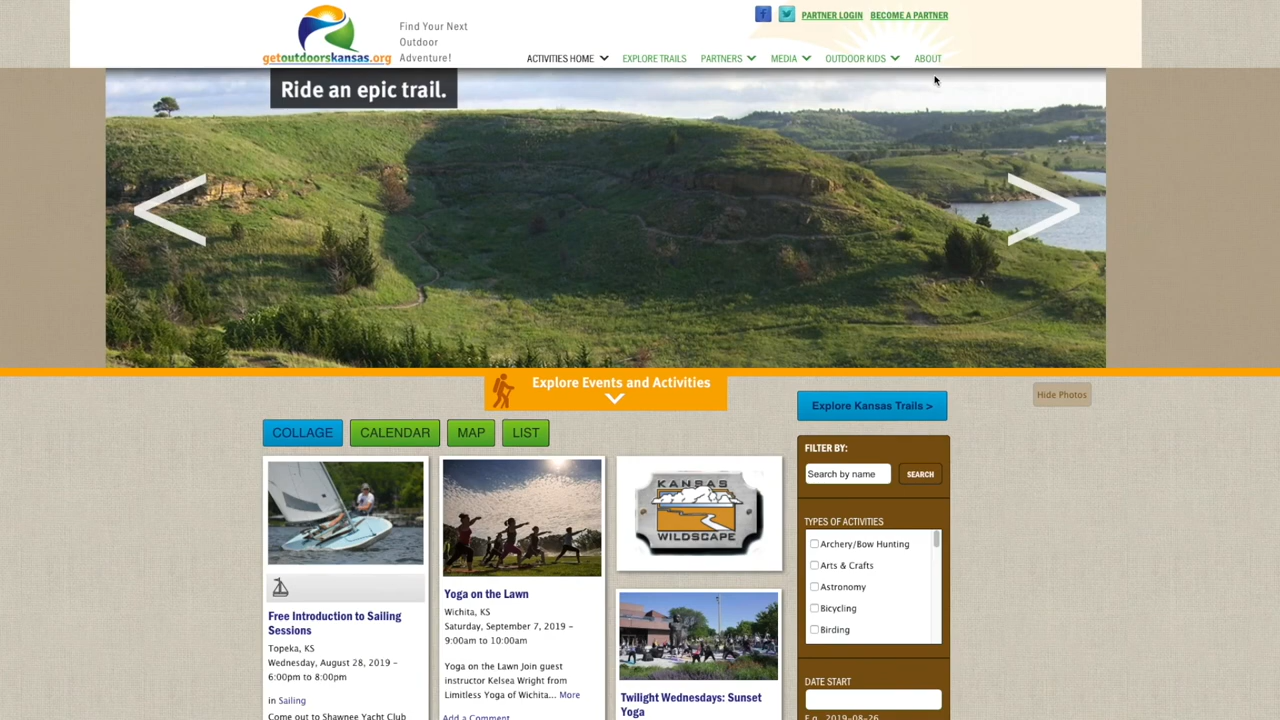 getoutdoorskansas.org
Find Your Next
Outdoor
Adventure!
PARTNER LOGIN BECOME A PARTNER
ACTIVITIES HOME EXPLORE TRAILS PARTNERS MEDIA OUTDOOR KIDS ABOUT
Ride an epic trail.
Explore Events and Activities
Hide Photos
Explore Kansas Trails >
COLLAGE CALENDAR MAP LIST
Free Introduction to Sailing
Sessions
Topeka, KS
Wednesday, August 28, 2019 –
6:00pm to 8:00pm
in Sailing
Come out to Shawnee Yacht Club
Yoga on the Lawn
Wichita, KS
Saturday, September 7, 2019 –
9:00am to 10:00am
Yoga on the Lawn Join guest
instructor Kelsea Wright from
Limitless Yoga of Wichita... More
Add a Comment
KANSAS
WILDSCAPE
Twilight Wednesdays: Sunset
Yoga
FILTER BY:
Search by name SEARCH
TYPES OF ACTIVITIES
Archery/Bow Hunting
Arts & Crafts
Astronomy
Bicycling
Birding
DATE START
E.g., 2019-08-26